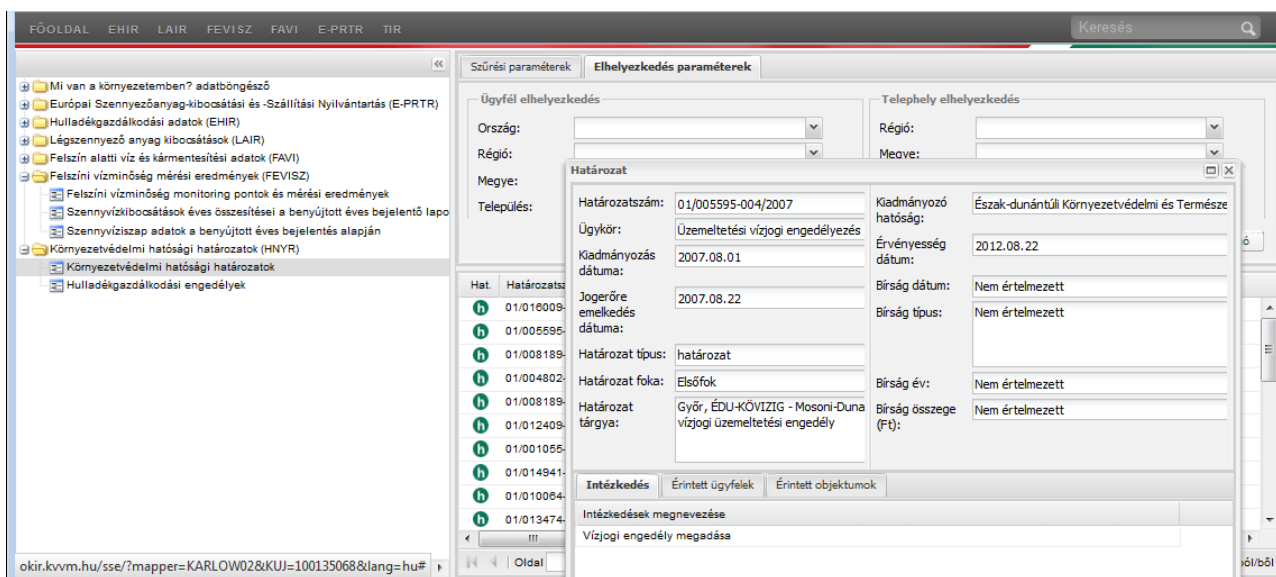 FŐOLDAL EHIR LAIR FEVISZ FAVI E-PRTR TIR Keresés
Mi van a környezetemben? adatböngésző
Európai Szennyezőanyag-kibocsátási és -Szállítási Nyilvántartás (E-PRTR)
Hulladékgazdálkodási adatok (EHIR)
Légszennyező anyag kibocsátások (LAIR)
Felszín alatti víz és kármentesítési adatok (FAVI)
Felszíni vízminőség mérési eredmények (FEVISZ)
Felszíni vízminőség monitoring pontok és mérési eredmények
Szennyvízkibocsátások éves összesítései a benyújtott éves bejelentő lapo
Szennyvíziszap adatok a benyújtott éves bejelentés alapján
Környezetvédelmi hatósági határozatok (HNYR)
Környezetvédelmi hatósági határozatok
Hulladékgazdálkodási engedélyek
okir.kvvm.hu/sse/?mapper=KARLOW02&KUJ=100135068&lang=hu#
Szűrési paraméterek Elhelyezkedés paraméterek
Ügyfél elhelyezkedés
Ország:
Régió:
Megye:
Település:
Telephely elhelyezkedés
Régió:
Megye:
Hat. Határozatsz
01/016009-
01/005595-
01/008189-
01/004802-
01/008189-
01/012409-
01/001055-
01/014941-
01/010064-
01/013474-
Oldal
ból/ből
Határozat
Határozatszám: 01/005595-004/2007
Ügykör: Üzemeltetési vízjogi engedélyezés
Kiadmányozás
dátuma: 2007.08.01
Jogerőre
emelkedés
dátuma: 2007.08.22
Határozat típus: határozat
Határozat foka: Elsőfok
Határozat
tárgya: Győr, ÉDU-KÖVIZIG - Mosoni-Duna
vízjogi üzemeltetési engedély
Kiadmányozó
hatóság: Észak-dunántúli Környezetvédelmi és Természe
Érvényesség
dátum: 2012.08.22
Bírság dátum: Nem értelmezett
Bírság típus: Nem értelmezett
Bírság év: Nem értelmezett
Bírság összege
(Ft): Nem értelmezett
Intézkedés Érintett ügyfelek Érintett objektumok
Intézkedések megnevezése
Vízjogi engedély megadása